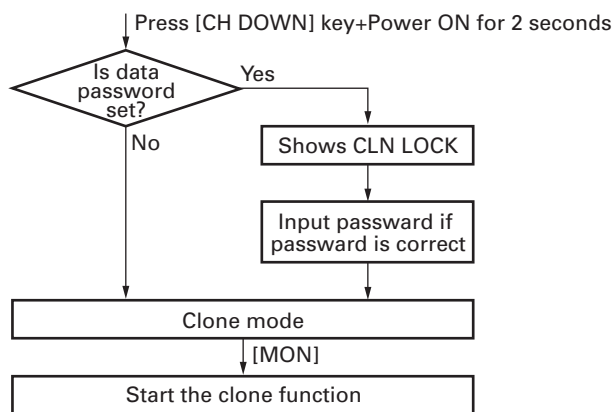 Press [CH DOWN] key+Power ON for 2 seconds
Is data
password
set?
Yes
No
Shows CLN LOCK
Input passward if
passward is correct
Clone mode
[MON]
Start the clone function